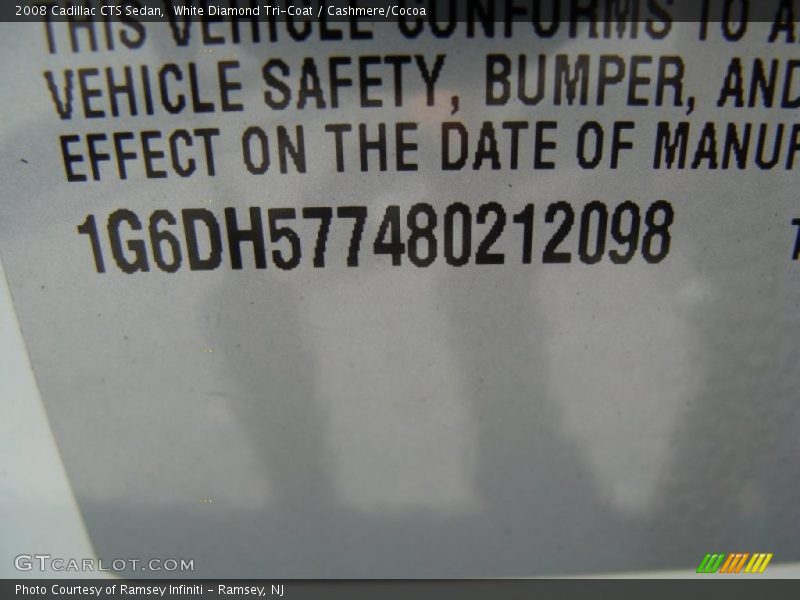 2008 Cadillac CTS Sedan, White Diamond Tri-Coat / Cashmere/Cocoa
THIS VEHICLE CONFORMS TO
VEHICLE SAFETY, BUMPER, AND
EFFECT ON THE DATE OF MANUF
1G6DH577480212098
GTCARLOT.COM
Photo Courtesy of Ramsey Infiniti - Ramsey, NJ